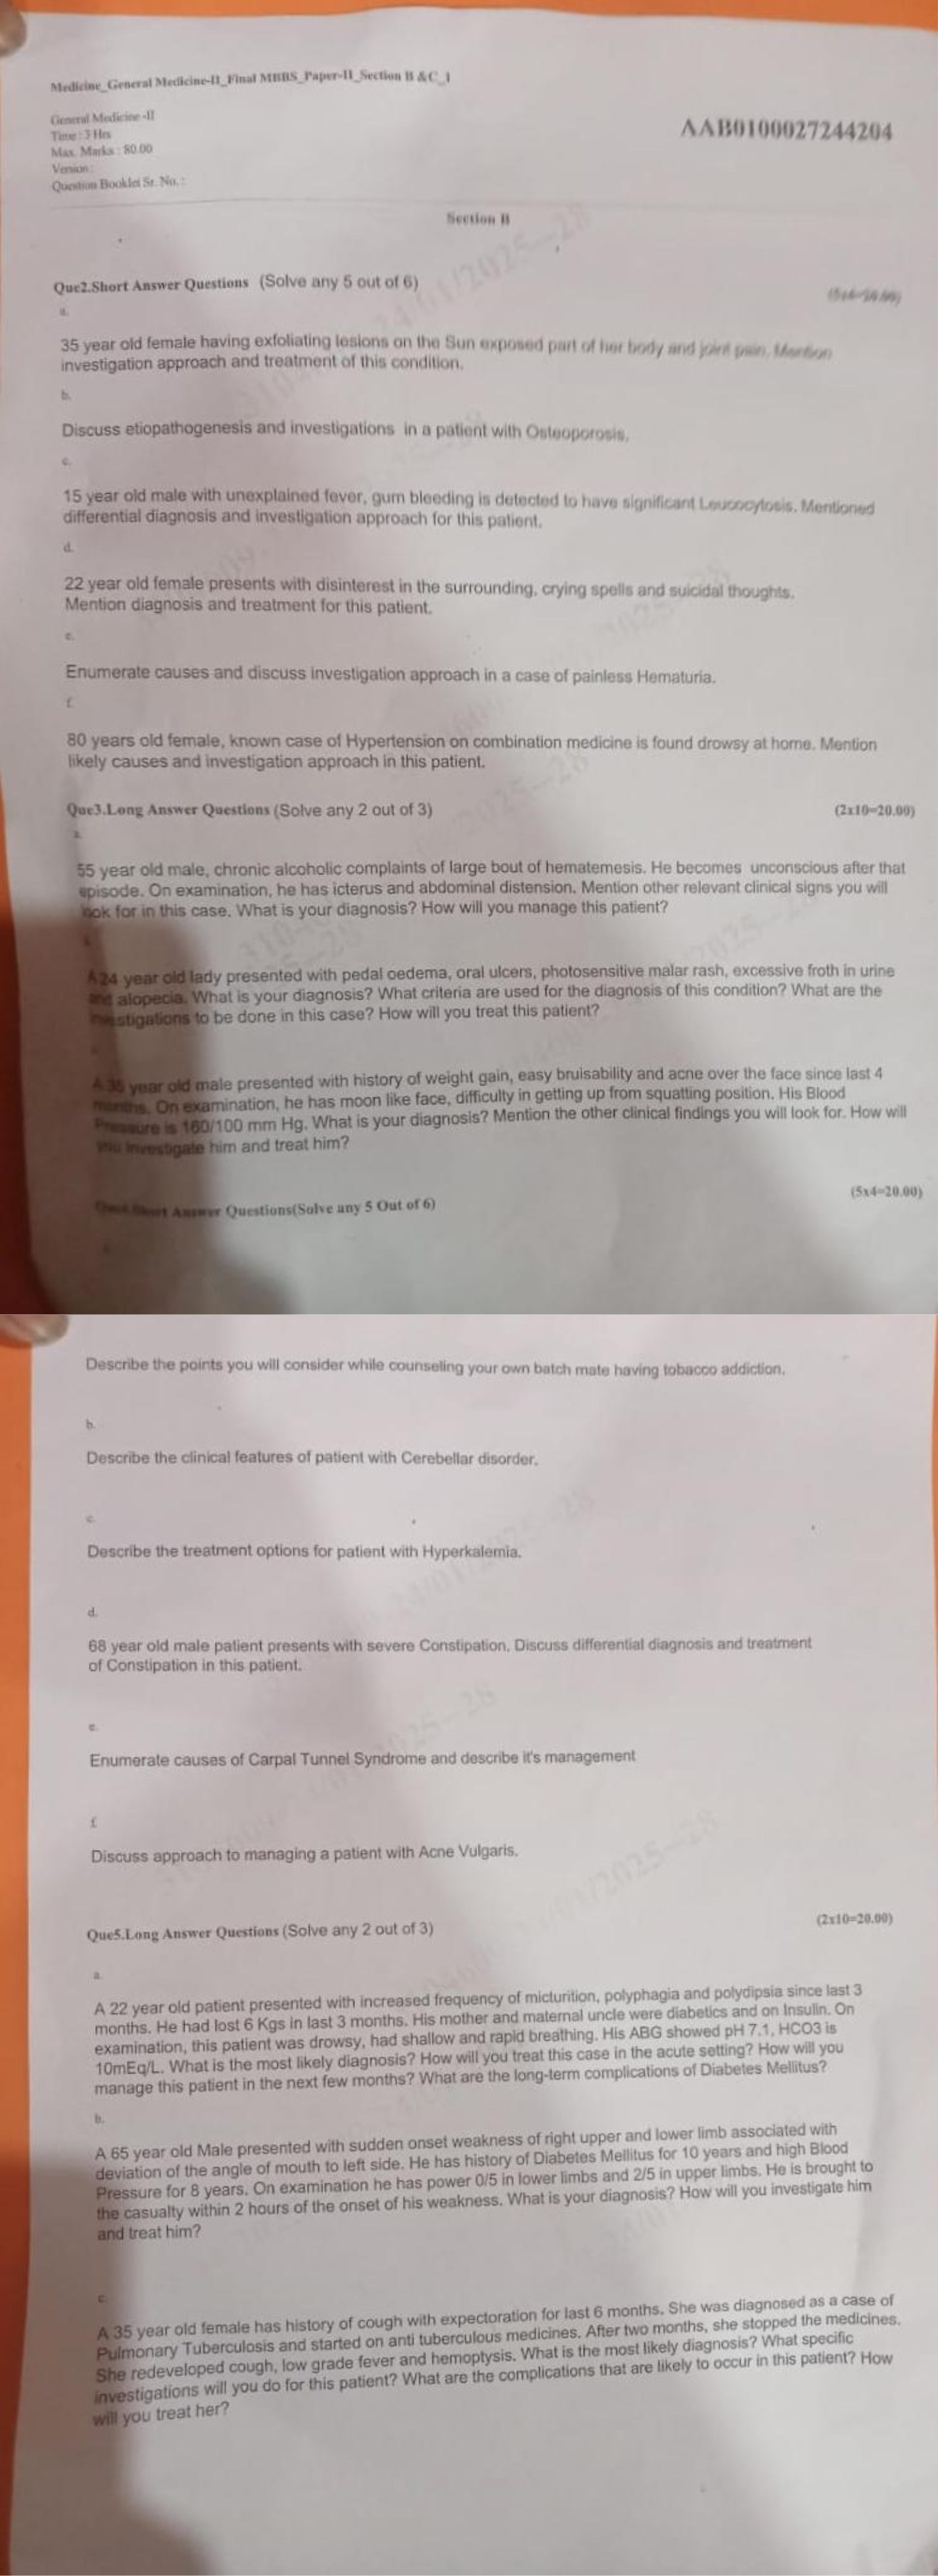 Medicine_General Medicine-II_Final MBBS_Paper-II_Section B &C_1
General Medicine -II
Time : 3 Hrs
Max. Marks : 80.00
Version :
Question Booklet Sr. No. :
AAB0100027244204
Section B
Que2.Short Answer Questions (Solve any 5 out of 6)
a.
35 year old female having exfoliating lesions on the Sun exposed part of her body and joint pain. Mention
investigation approach and treatment of this condition.
b.
Discuss etiopathogenesis and investigations in a patient with Osteoporosis.
c.
15 year old male with unexplained fever, gum bleeding is detected to have significant Leucocytosis. Mentioned
differential diagnosis and investigation approach for this patient.
d.
22 year old female presents with disinterest in the surrounding, crying spells and suicidal thoughts.
Mention diagnosis and treatment for this patient.
e.
Enumerate causes and discuss investigation approach in a case of painless Hematuria.
f.
80 years old female, known case of Hypertension on combination medicine is found drowsy at home. Mention
likely causes and investigation approach in this patient.
Que3.Long Answer Questions (Solve any 2 out of 3) (2x10=20.00)
a.
55 year old male, chronic alcoholic complaints of large bout of hematemesis. He becomes unconscious after that
episode. On examination, he has icterus and abdominal distension. Mention other relevant clinical signs you will
look for in this case. What is your diagnosis? How will you manage this patient?
A 24 year old lady presented with pedal oedema, oral ulcers, photosensitive malar rash, excessive froth in urine
and alopecia. What is your diagnosis? What criteria are used for the diagnosis of this condition? What are the
investigations to be done in this case? How will you treat this patient?
A 35 year old male presented with history of weight gain, easy bruisability and acne over the face since last 4
months. On examination, he has moon like face, difficulty in getting up from squatting position. His Blood
Pressure is 160/100 mm Hg. What is your diagnosis? Mention the other clinical findings you will look for. How will
you investigate him and treat him?
Short Answer Questions(Solve any 5 Out of 6) (5x4=20.00)
Describe the points you will consider while counseling your own batch mate having tobacco addiction.
b.
Describe the clinical features of patient with Cerebellar disorder.
c.
Describe the treatment options for patient with Hyperkalemia.
d.
68 year old male patient presents with severe Constipation. Discuss differential diagnosis and treatment
of Constipation in this patient.
e.
Enumerate causes of Carpal Tunnel Syndrome and describe it's management
f.
Discuss approach to managing a patient with Acne Vulgaris.
Que5.Long Answer Questions (Solve any 2 out of 3) (2x10=20.00)
a.
A 22 year old patient presented with increased frequency of micturition, polyphagia and polydipsia since last 3
months. He had lost 6 Kgs in last 3 months. His mother and maternal uncle were diabetics and on Insulin. On
examination, this patient was drowsy, had shallow and rapid breathing. His ABG showed pH 7.1, HCO3 is
10mEq/L. What is the most likely diagnosis? How will you treat this case in the acute setting? How will you
manage this patient in the next few months? What are the long-term complications of Diabetes Mellitus?
b.
A 65 year old Male presented with sudden onset weakness of right upper and lower limb associated with
deviation of the angle of mouth to left side. He has history of Diabetes Mellitus for 10 years and high Blood
Pressure for 8 years. On examination he has power 0/5 in lower limbs and 2/5 in upper limbs. He is brought to
the casualty within 2 hours of the onset of his weakness. What is your diagnosis? How will you investigate him
and treat him?
c.
A 35 year old female has history of cough with expectoration for last 6 months. She was diagnosed as a case of
Pulmonary Tuberculosis and started on anti tuberculous medicines. After two months, she stopped the medicines.
She redeveloped cough, low grade fever and hemoptysis. What is the most likely diagnosis? What specific
investigations will you do for this patient? What are the complications that are likely to occur in this patient? How
will you treat her?